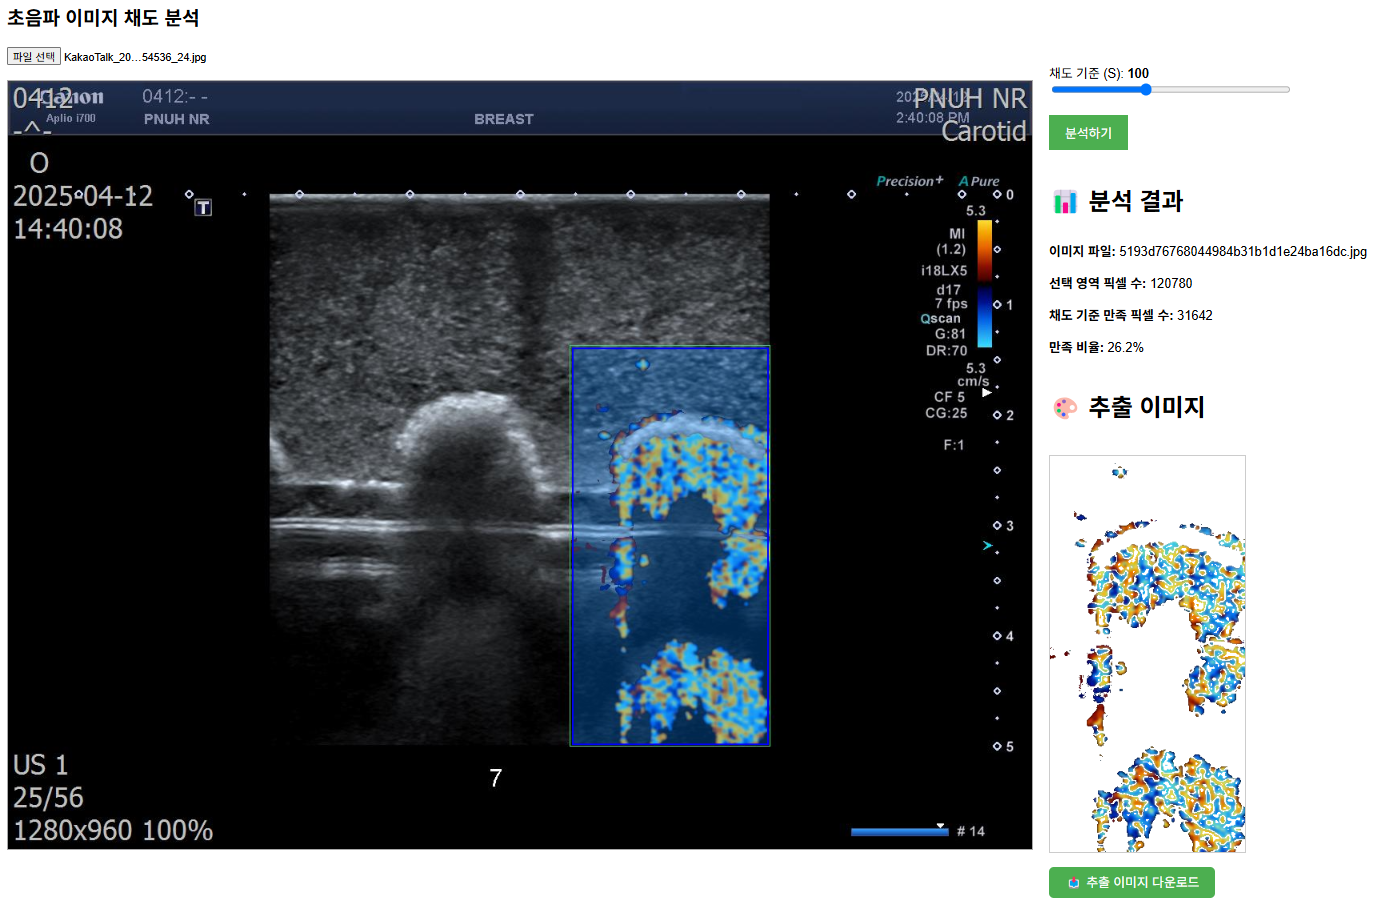 초음파 이미지 채도 분석
파일 선택 KakaoTalk_20...54536_24.jpg
0412
Canon
Aplio i700
-^-
0412:- -
PNUH NR
BREAST
2:40:08 PM
PNUH NR
Carotid
O
2025-04-12
14:40:08
T
Precision+ A Pure
0
5.3
MI
(1.2)
i18LX5
d17
7 fps
Qscan
G:81
DR:70
5.3
cm/s
CF 5
CG:25
F:1
1
2
3
4
5
US 1
25/56
1280x960 100%
7
# 14
채도 기준 (S): 100
분석하기
📊 분석 결과
이미지 파일: 5193d76768044984b31b1d1e24ba16dc.jpg
선택 영역 픽셀 수: 120780
채도 기준 만족 픽셀 수: 31642
만족 비율: 26.2%
🎨 추출 이미지
추출 이미지 다운로드